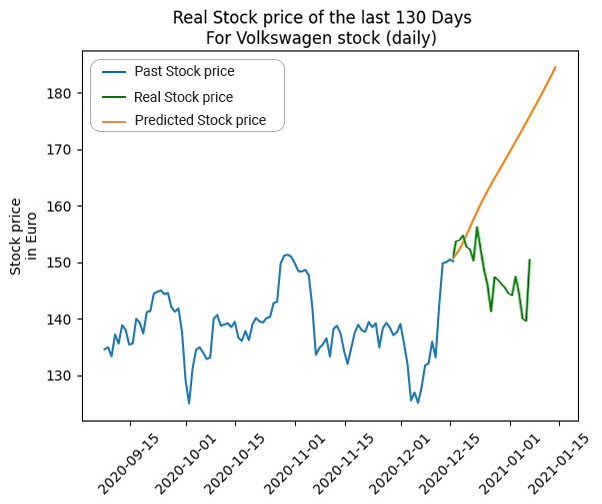 Real Stock price of the last 130 Days
For Volkswagen stock (daily)
Past Stock price
Real Stock price
Predicted Stock price
Stock price
in Euro
180
170
160
150
140
130
2020-09-15
2020-10-01
2020-10-15
2020-11-01
2020-11-15
2020-12-01
2020-12-15
2021-01-01
2021-01-15